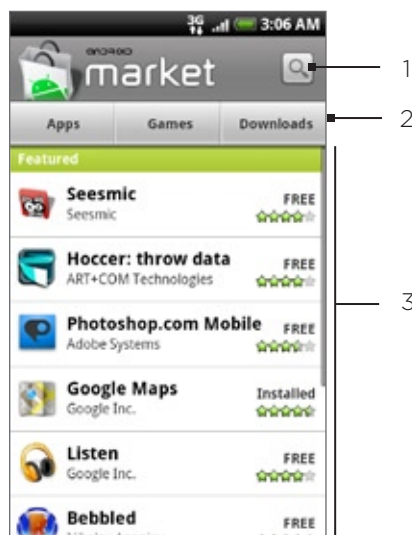 3G 3:06 AM
ANDROID
market
1
Apps Games Downloads
2
Featured
Seesmic
FREE
Seesmic
Hoccer: throw data
FREE
ART+COM Technologies
3
Photoshop.com Mobile
FREE
Adobe Systems
Google Maps
Installed
Google Inc.
Listen
FREE
Google Inc.
Bebbled
FREE